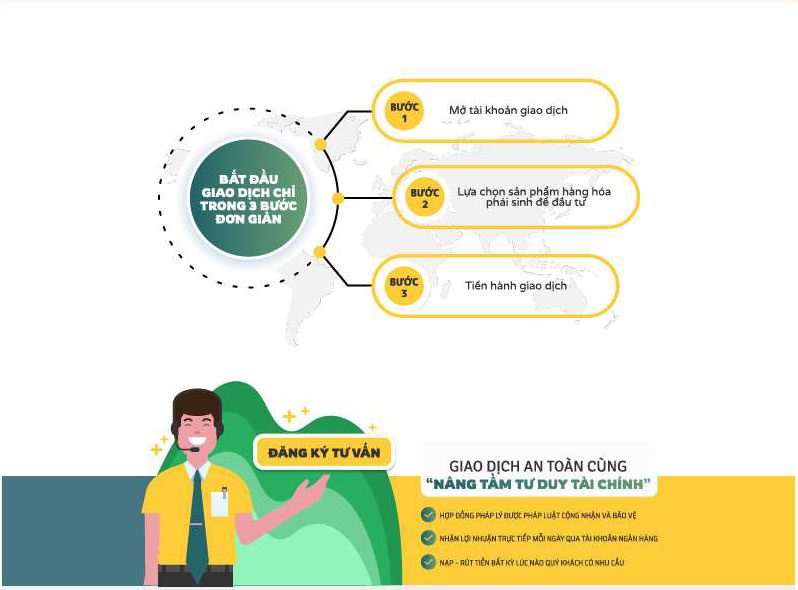 BẮT ĐẦU
GIAO DỊCH CHỈ
TRONG 3 BƯỚC
ĐƠN GIẢN
BƯỚC
1
Mở tài khoản giao dịch
BƯỚC
2
Lựa chọn sản phẩm hàng hóa
phái sinh để đầu tư
BƯỚC
3
Tiến hành giao dịch
ĐĂNG KÝ TƯ VẤN
GIAO DỊCH AN TOÀN CÙNG
“NÂNG TẦM TƯ DUY TÀI CHÍNH”
HỢP ĐỒNG PHÁP LÝ ĐƯỢC PHÁP LUẬT CỘNG NHẬN VÀ BẢO VỆ
NHẬN LỢI NHUẬN TRỰC TIẾP MỖI NGÀY QUA TÀI KHOẢN NGÂN HÀNG
NẠP - RÚT TIỀN BẤT KỲ LÚC NÀO QUÝ KHÁCH CÓ NHU CẦU